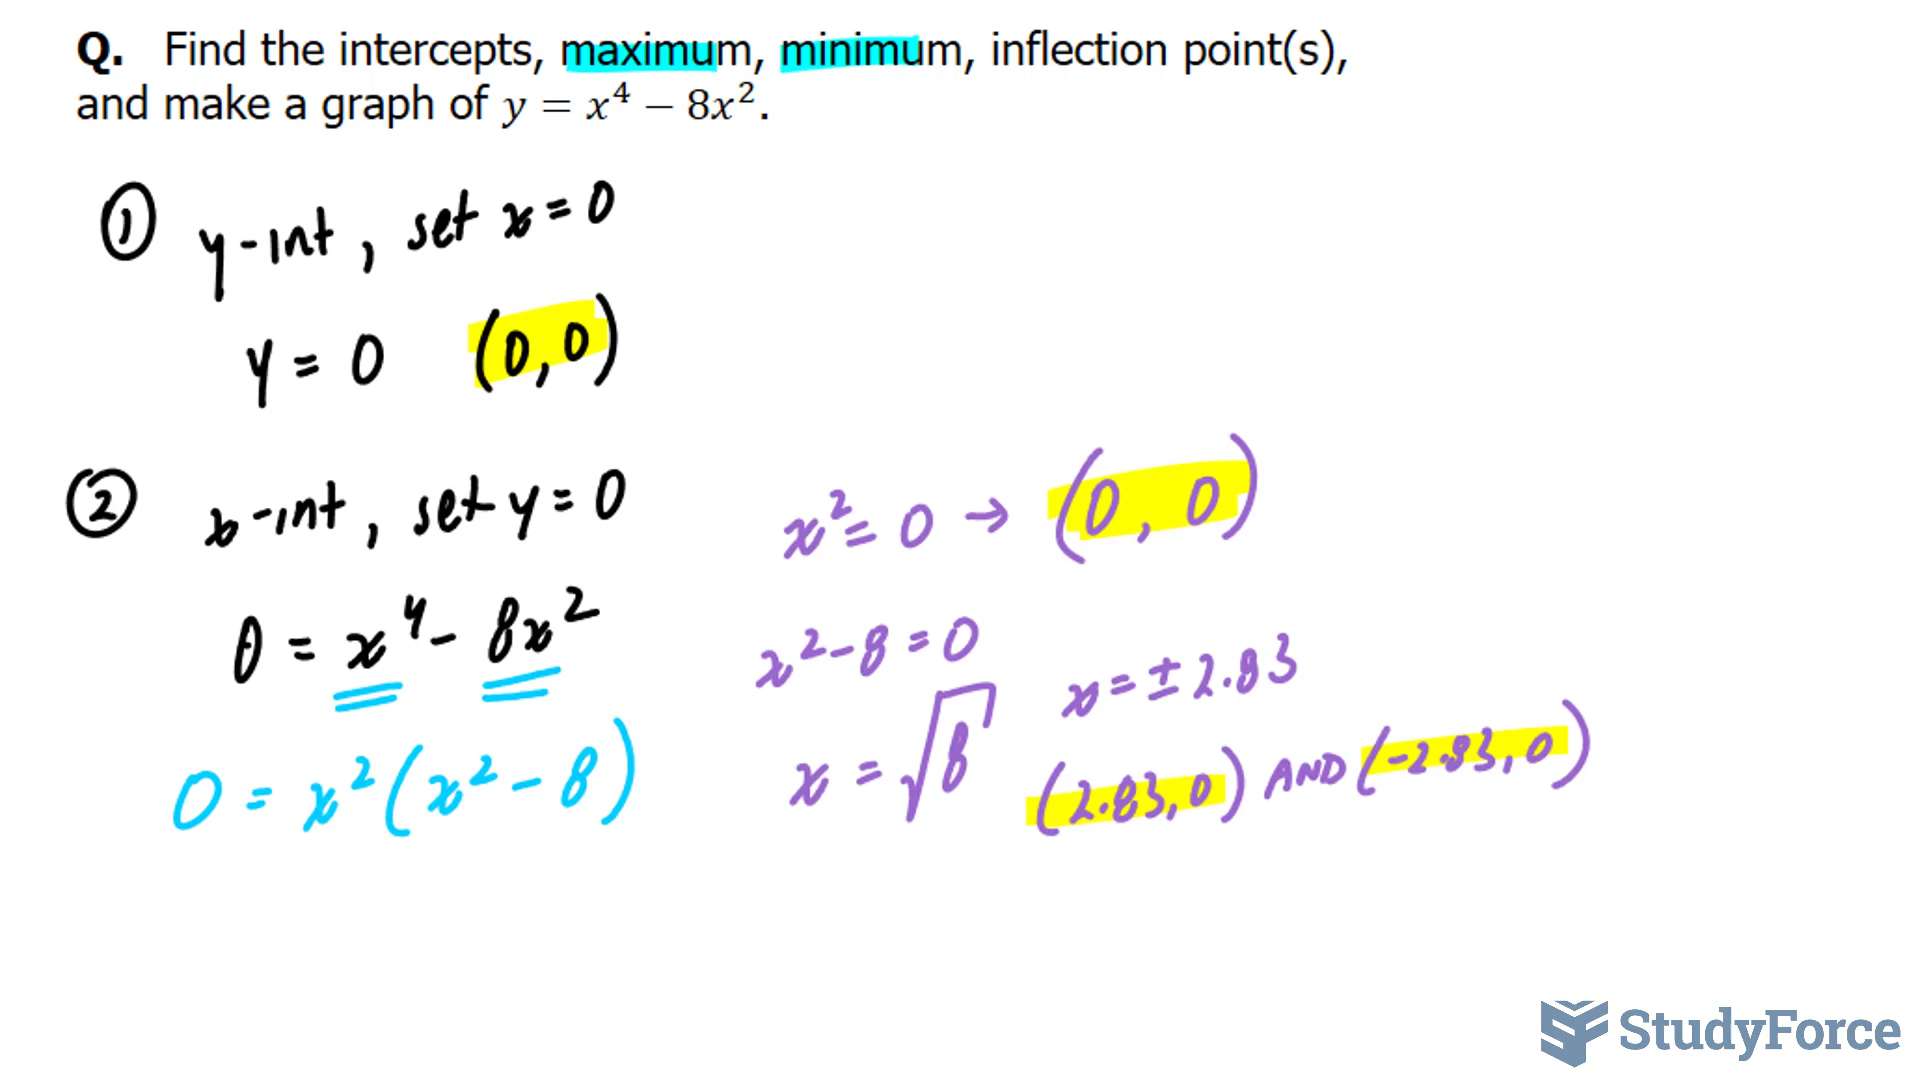 Q. Find the intercepts, maximum, minimum, inflection point(s),
and make a graph of y = x⁴ − 8x².
① y-int, set x = 0
y = 0 (0, 0)
② x-int, set y = 0
0 = x⁴ - 8x²
0 = x²(x² - 8)
x² = 0 → (0, 0)
x² - 8 = 0
x = √8
x = ± 2.83
(2.83, 0) AND (-2.83, 0)
StudyForce